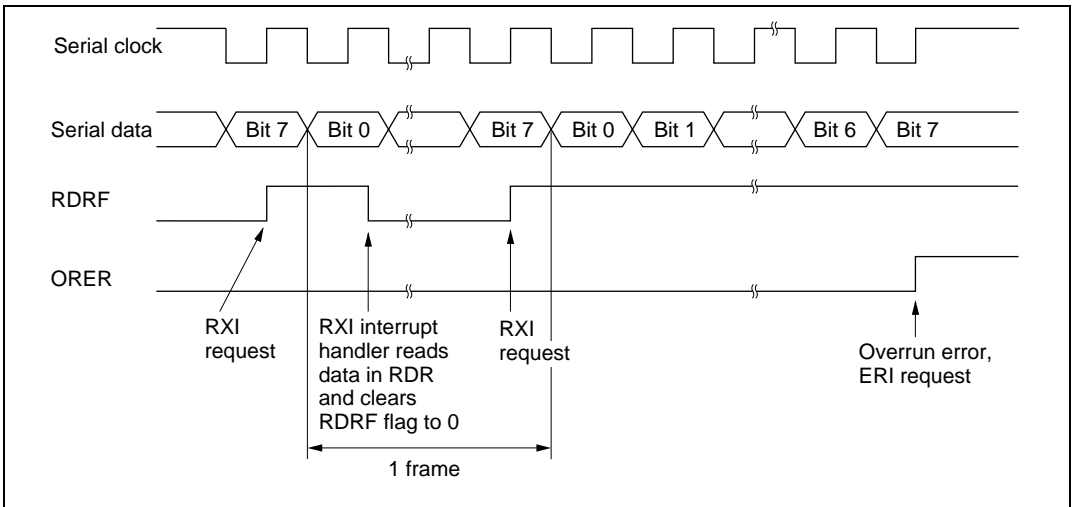 Serial clock
Serial data
Bit 7
Bit 0
Bit 7
Bit 0
Bit 1
Bit 6
Bit 7
RDRF
ORER
RXI
request
RXI interrupt
handler reads
data in RDR
and clears
RDRF flag to 0
RXI
request
Overrun error,
ERI request
1 frame